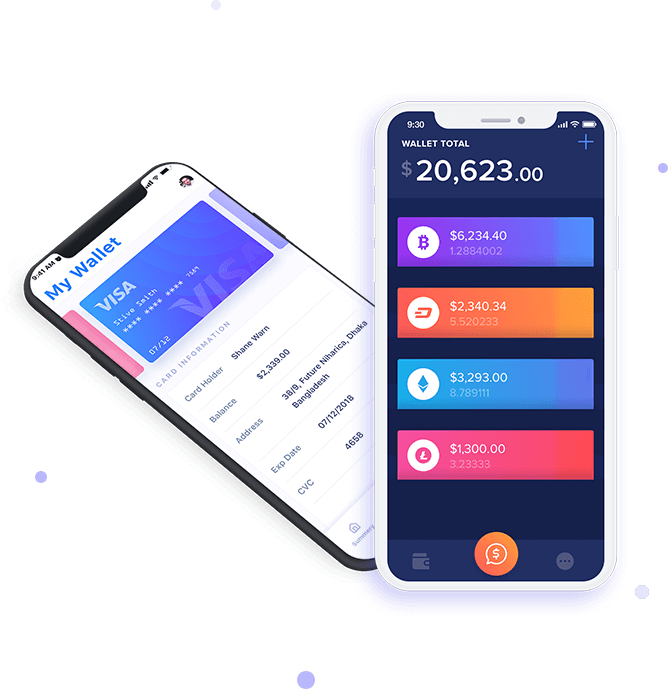 9:41 AM
My Wallet
VISA
VISA
Stive Smith
**** **** **** 7689
07/12
CARD INFORMATION
Card Holder
Shane Warn
Balance
$2,339.00
Address
38/9, Future Niharica, Dhaka
Bangladesh
Exp Date
07/12/2018
CVC
4658
Summery
9:30
WALLET TOTAL
$ 20,623.00
$6,234.40
1.2884002
$2,340.34
5.520233
$3,293.00
8.789111
$1,300.00
3.23333